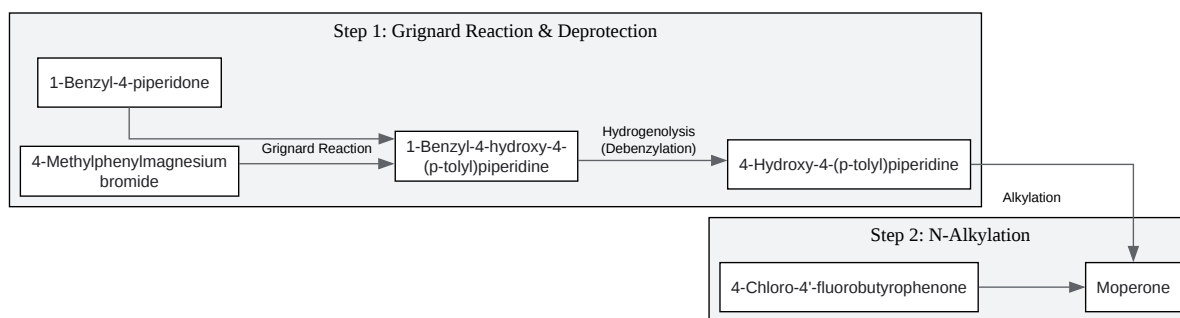 Step 1: Grignard Reaction & Deprotection
1-Benzyl-4-piperidone
4-Methylphenylmagnesium
bromide
Grignard Reaction
1-Benzyl-4-hydroxy-4-
(p-tolyl)piperidine
Hydrogenolysis
(Debenzylation)
4-Hydroxy-4-(p-tolyl)piperidine
Alkylation
Step 2: N-Alkylation
4-Chloro-4'-fluorobutyrophenone
Moperone